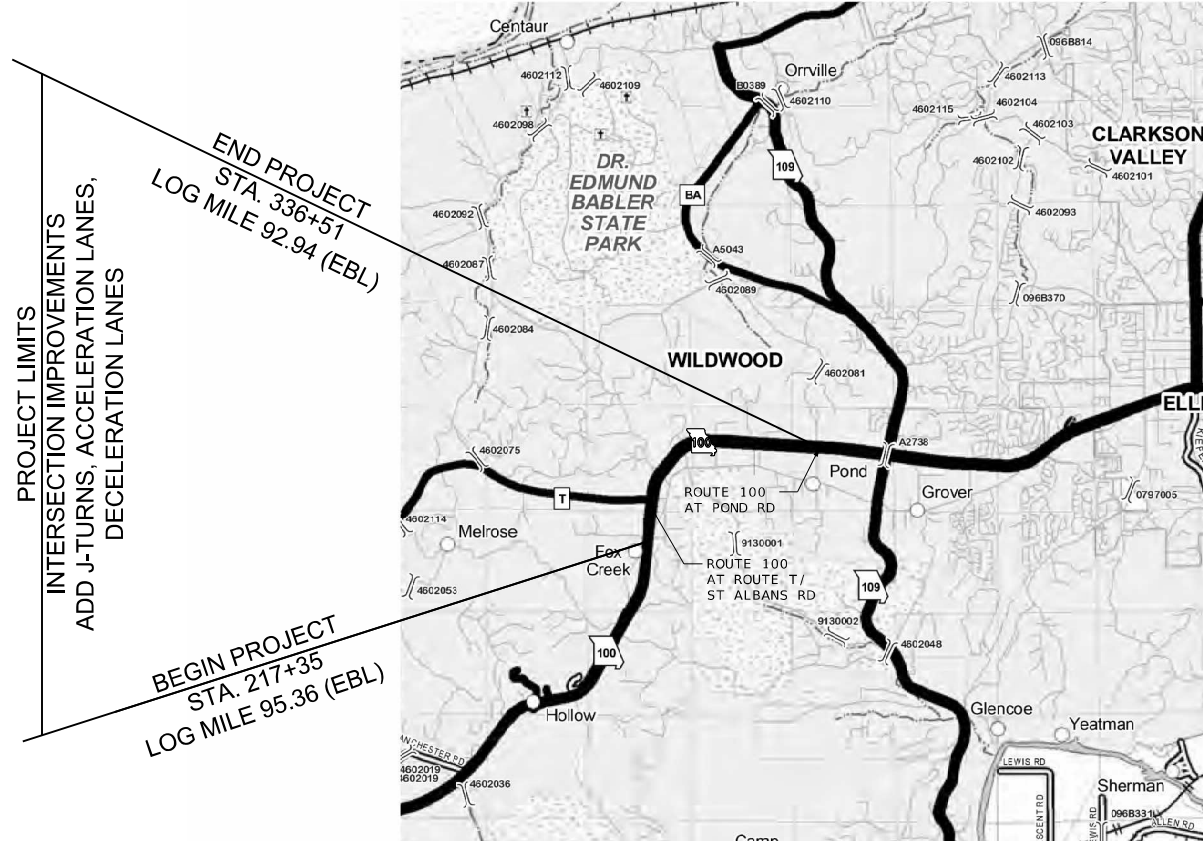 PROJECT LIMITS
INTERSECTION IMPROVEMENTS
ADD J-TURNS, ACCELERATION LANES,
DECELERATION LANES
END PROJECT
STA. 336+51
LOG MILE 92.94 (EBL)
BEGIN PROJECT
STA. 217+35
LOG MILE 95.36 (EBL)
Centaur
4602112
4602109
4602098
DR.
EDMUND
BABLER
STATE
PARK
4602092
4602087
4602084
Orrville
B0389
4602110
109
BA
A5043
4602089
096B814
4602113
4602115
4602104
4602103
CLARKSON
VALLEY
4602102
4602101
4602093
096B370
WILDWOOD
4602081
100
A2738
Pond
Grover
ROUTE 100
AT POND RD
4602075
T
4602114
Melrose
Fox
Creek
4602053
9130001
ROUTE 100
AT ROUTE T/
ST ALBANS RD
0797005
109
9130002
4602048
100
Hollow
4602019
4602019
4602036
Glencoe
Yeatman
LEWIS RD
Sherman
096B331
ALLEN RD